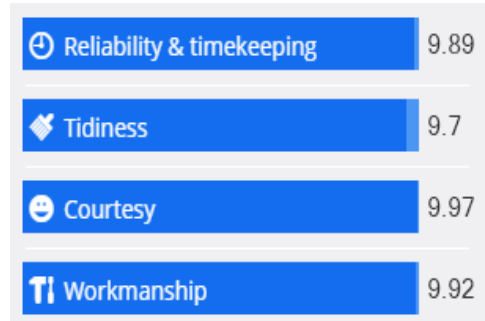 Reliability & timekeeping 9.89
Tidiness 9.7
Courtesy 9.97
Workmanship 9.92